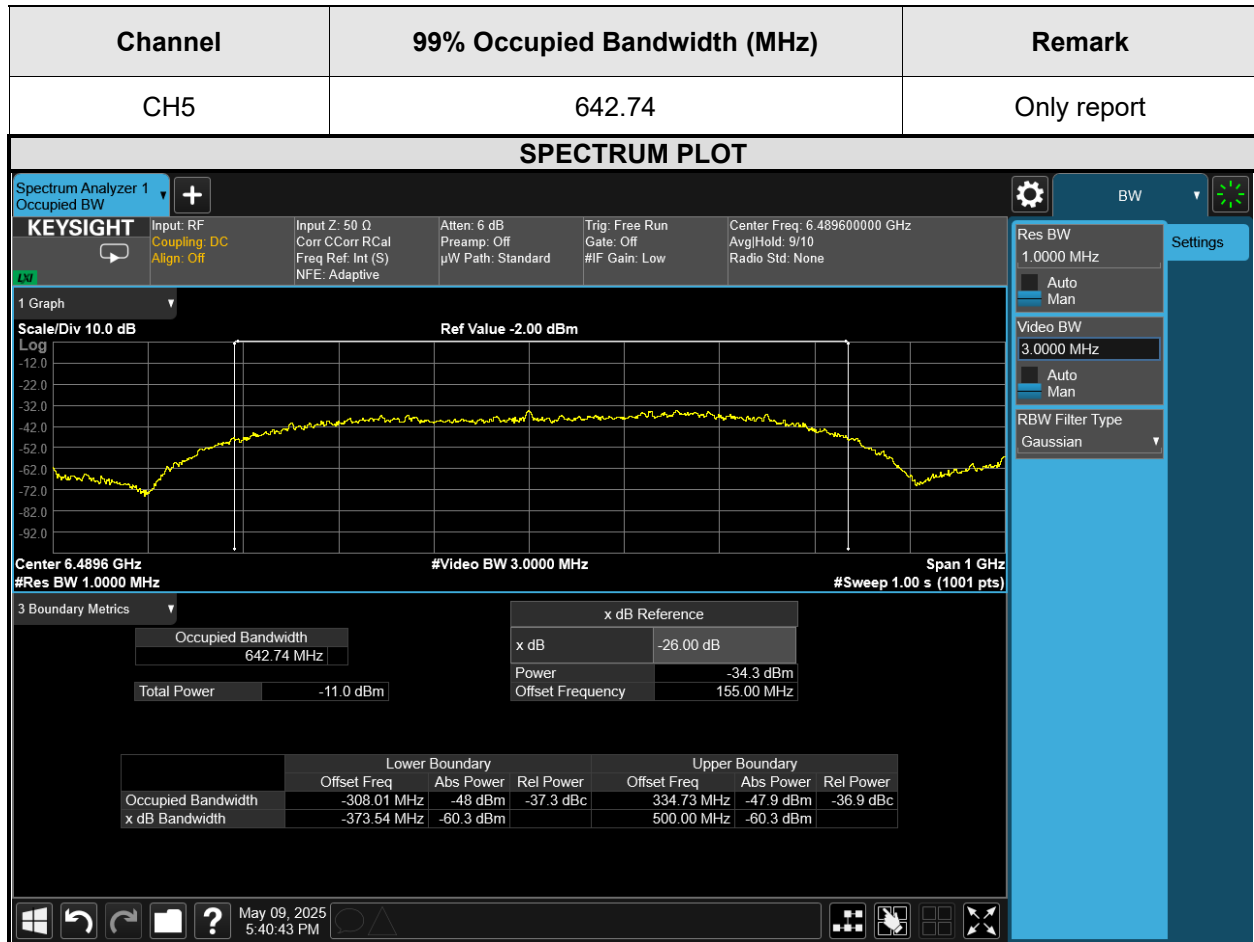 Channel 99% Occupied Bandwidth (MHz) Remark
CH5 642.74 Only report
SPECTRUM PLOT
Spectrum Analyzer 1
Occupied BW
+
BW
KEYSIGHT
LXI
Input: RF
Coupling: DC
Align: Off
Input Z: 50 Ω
Corr CCorr RCal
Freq Ref: Int (S)
NFE: Adaptive
Atten: 6 dB
Preamp: Off
µW Path: Standard
Trig: Free Run
Gate: Off
#IF Gain: Low
Center Freq: 6.489600000 GHz
Avg|Hold: 9/10
Radio Std: None
Res BW
1.0000 MHz
Auto
Man
Video BW
3.0000 MHz
Auto
Man
RBW Filter Type
Gaussian
Settings
1 Graph
Scale/Div 10.0 dB Ref Value -2.00 dBm
Log
-12.0
-22.0
-32.0
-42.0
-52.0
-62.0
-72.0
-82.0
-92.0
Center 6.4896 GHz #Video BW 3.0000 MHz Span 1 GHz
#Res BW 1.0000 MHz #Sweep 1.00 s (1001 pts)
3 Boundary Metrics
Occupied Bandwidth
642.74 MHz
Total Power -11.0 dBm
x dB Reference
x dB -26.00 dB
Power -34.3 dBm
Offset Frequency 155.00 MHz
Lower Boundary Upper Boundary
Offset Freq Abs Power Rel Power Offset Freq Abs Power Rel Power
Occupied Bandwidth -308.01 MHz -48 dBm -37.3 dBc 334.73 MHz -47.9 dBm -36.9 dBc
x dB Bandwidth -373.54 MHz -60.3 dBm 500.00 MHz -60.3 dBm
?
May 09, 2025
5:40:43 PM